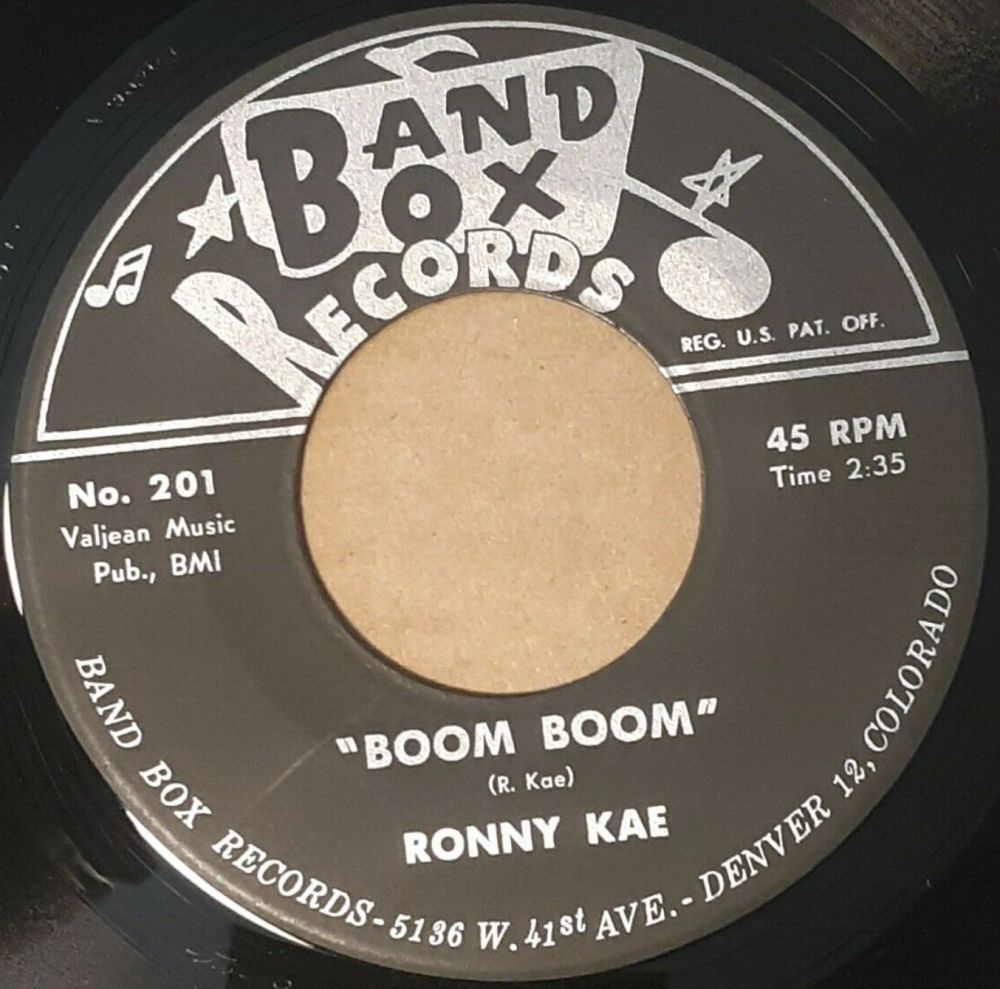 BAND
BOX
RECORDS
REG. U.S. PAT. OFF.
No. 201
Valjean Music
Pub., BMI
45 RPM
Time 2:35
"BOOM BOOM"
(R. Kae)
RONNY KAE
BAND BOX RECORDS-5136 W. 41st AVE.-DENVER 12, COLORADO